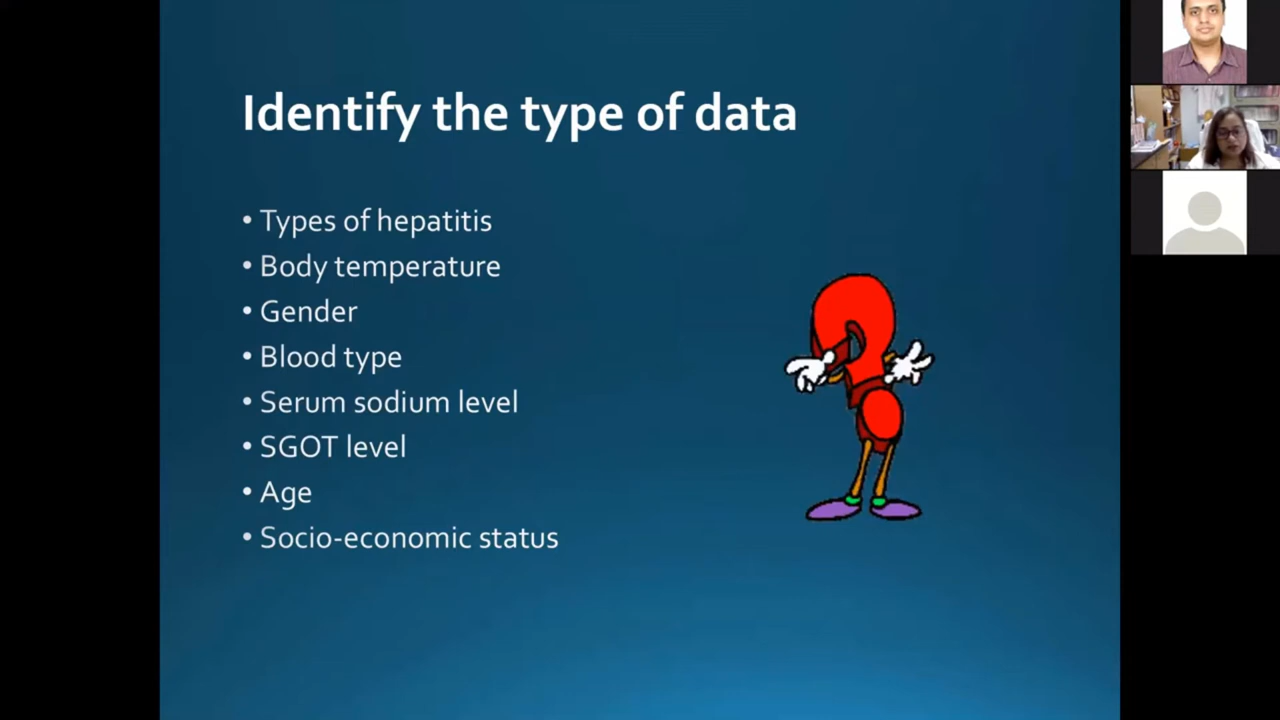 Identify the type of data
• Types of hepatitis
• Body temperature
• Gender
• Blood type
• Serum sodium level
• SGOT level
• Age
• Socio-economic status